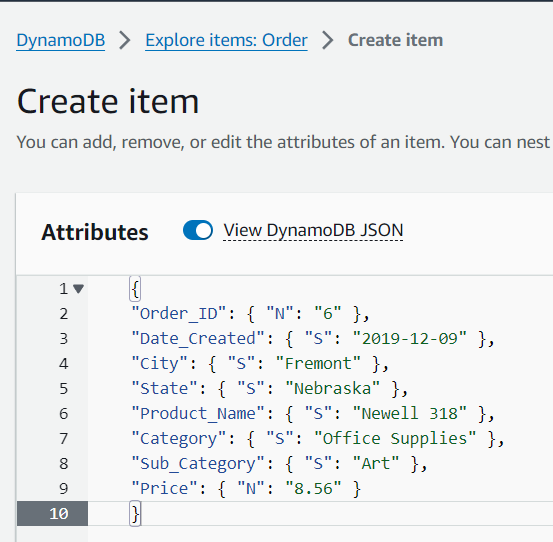 DynamoDB > Explore items: Order > Create item
Create item
You can add, remove, or edit the attributes of an item. You can nest
Attributes View DynamoDB JSON
1 {
2 "Order_ID": { "N": "6" },
3 "Date_Created": { "S": "2019-12-09" },
4 "City": { "S": "Fremont" },
5 "State": { "S": "Nebraska" },
6 "Product_Name": { "S": "Newell 318" },
7 "Category": { "S": "Office Supplies" },
8 "Sub_Category": { "S": "Art" },
9 "Price": { "N": "8.56" }
10 }